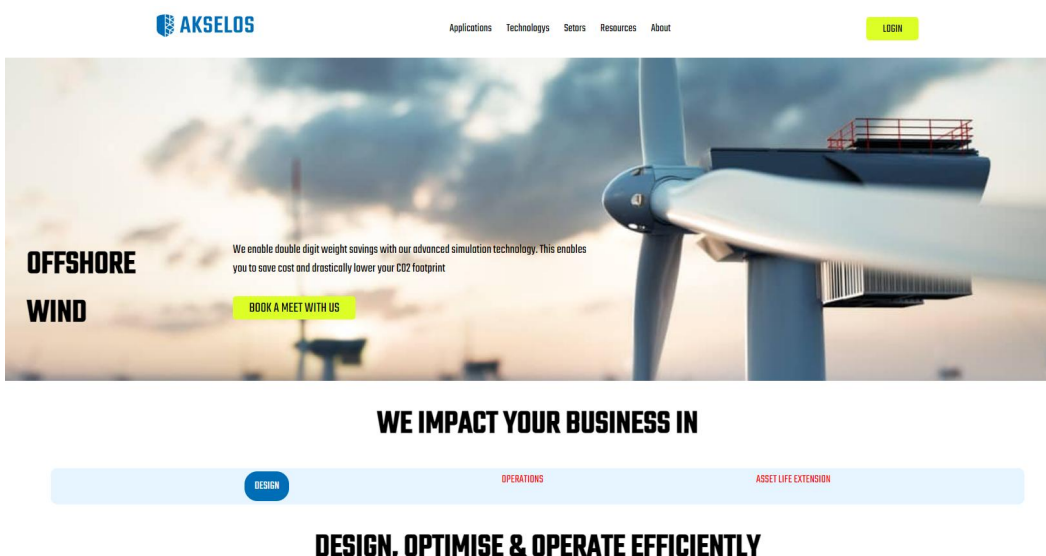 AKSELOS
Applications Technologys Setors Resources About
LOGIN
OFFSHORE
WIND
We enable double digit weight savings with our advanced simulation technology. This enables
you to save cost and drastically lower your CO2 footprint
BOOK A MEET WITH US
WE IMPACT YOUR BUSINESS IN
DESIGN OPERATIONS ASSET LIFE EXTENSION
DESIGN, OPTIMISE & OPERATE EFFICIENTLY